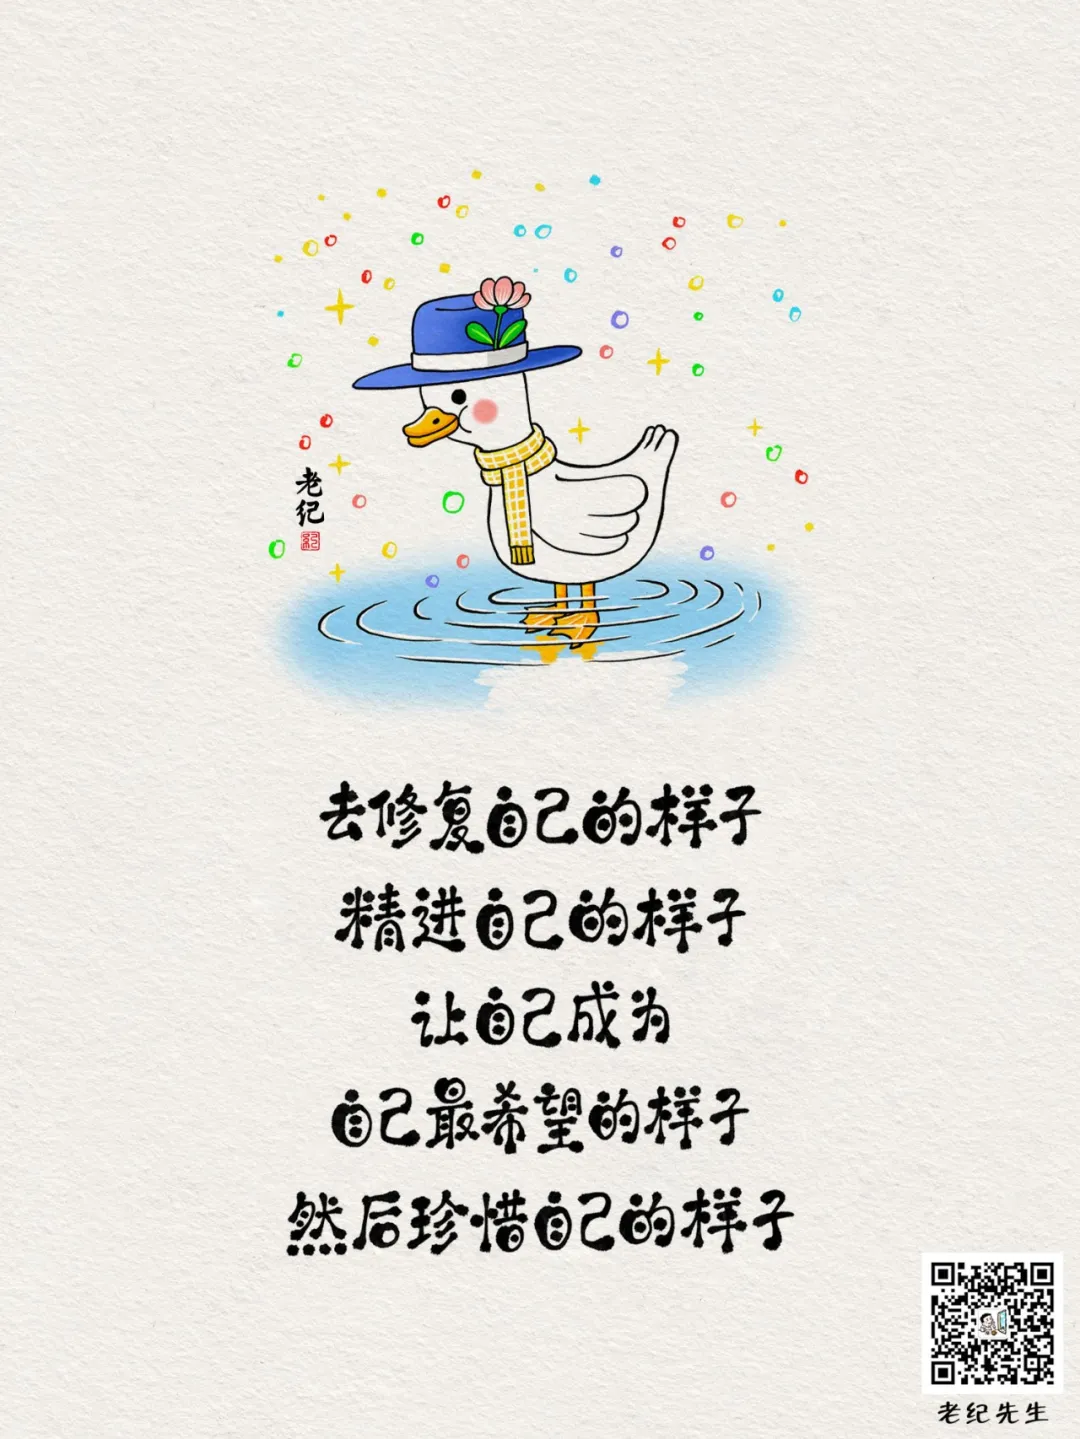 老纪
去修复自己的样子
精进自己的样子
让自己成为
自己最希望的样子
然后珍惜自己的样子
老纪先生